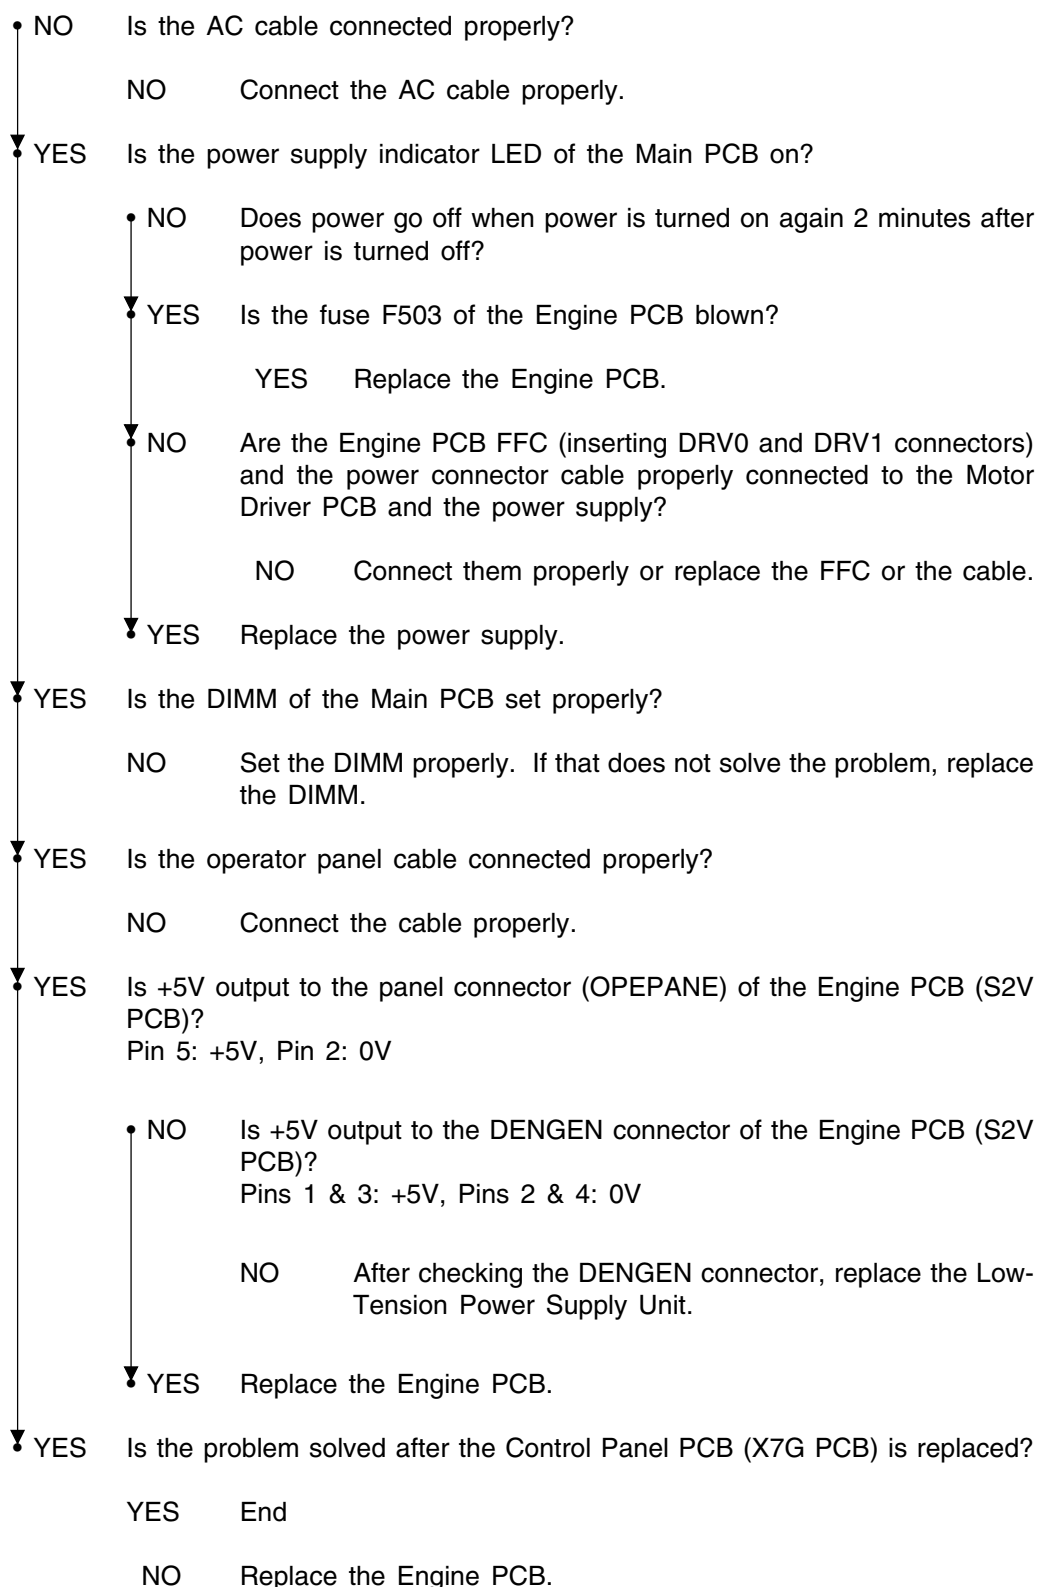 NO Is the AC cable connected properly?
NO Connect the AC cable properly.
YES Is the power supply indicator LED of the Main PCB on?
NO Does power go off when power is turned on again 2 minutes after
power is turned off?
YES Is the fuse F503 of the Engine PCB blown?
YES Replace the Engine PCB.
NO Are the Engine PCB FFC (inserting DRV0 and DRV1 connectors)
and the power connector cable properly connected to the Motor
Driver PCB and the power supply?
NO Connect them properly or replace the FFC or the cable.
YES Replace the power supply.
YES Is the DIMM of the Main PCB set properly?
NO Set the DIMM properly. If that does not solve the problem, replace
the DIMM.
YES Is the operator panel cable connected properly?
NO Connect the cable properly.
YES Is +5V output to the panel connector (OPEPANE) of the Engine PCB (S2V
PCB)?
Pin 5: +5V, Pin 2: 0V
NO Is +5V output to the DENGEN connector of the Engine PCB (S2V
PCB)?
Pins 1 & 3: +5V, Pins 2 & 4: 0V
NO After checking the DENGEN connector, replace the Low-
Tension Power Supply Unit.
YES Replace the Engine PCB.
YES Is the problem solved after the Control Panel PCB (X7G PCB) is replaced?
YES End
NO Replace the Engine PCB.